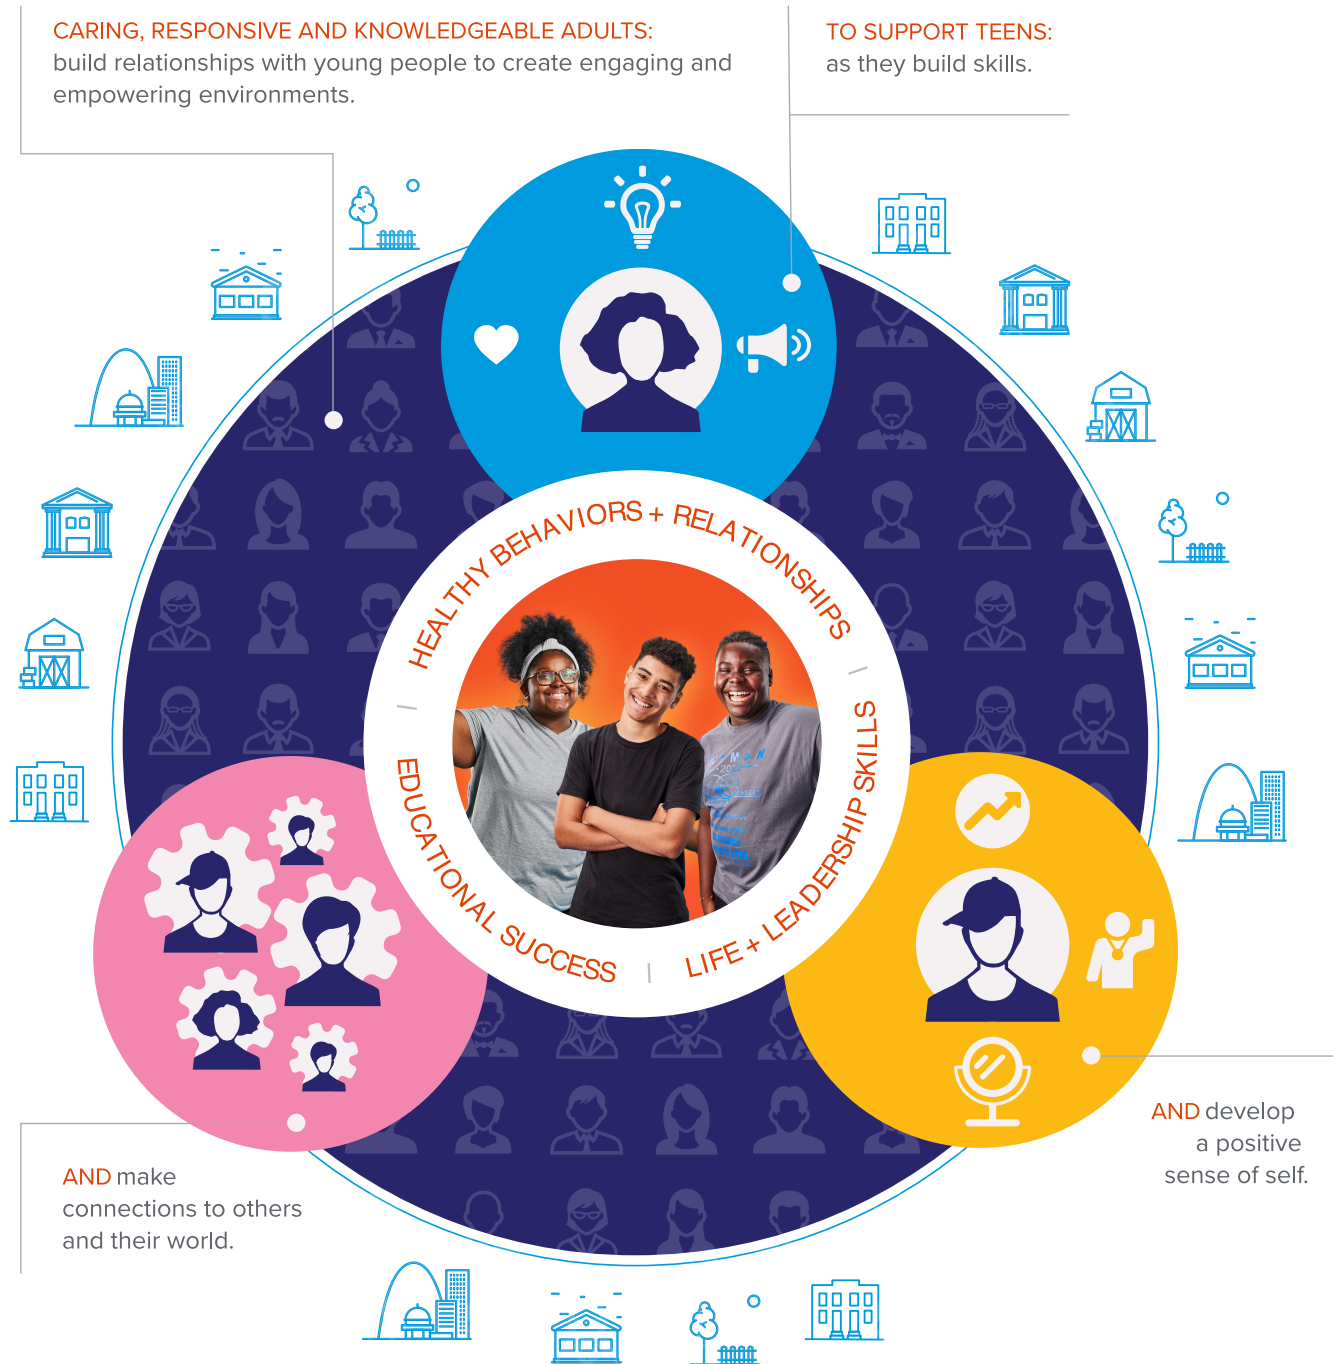 CARING, RESPONSIVE AND KNOWLEDGEABLE ADULTS:
build relationships with young people to create engaging and
empowering environments.
TO SUPPORT TEENS:
as they build skills.
HEALTHY BEHAVIORS + RELATIONSHIPS
LIFE + LEADERSHIP SKILLS
EDUCATIONAL SUCCESS
AND develop
a positive
sense of self.
AND make
connections to others
and their world.